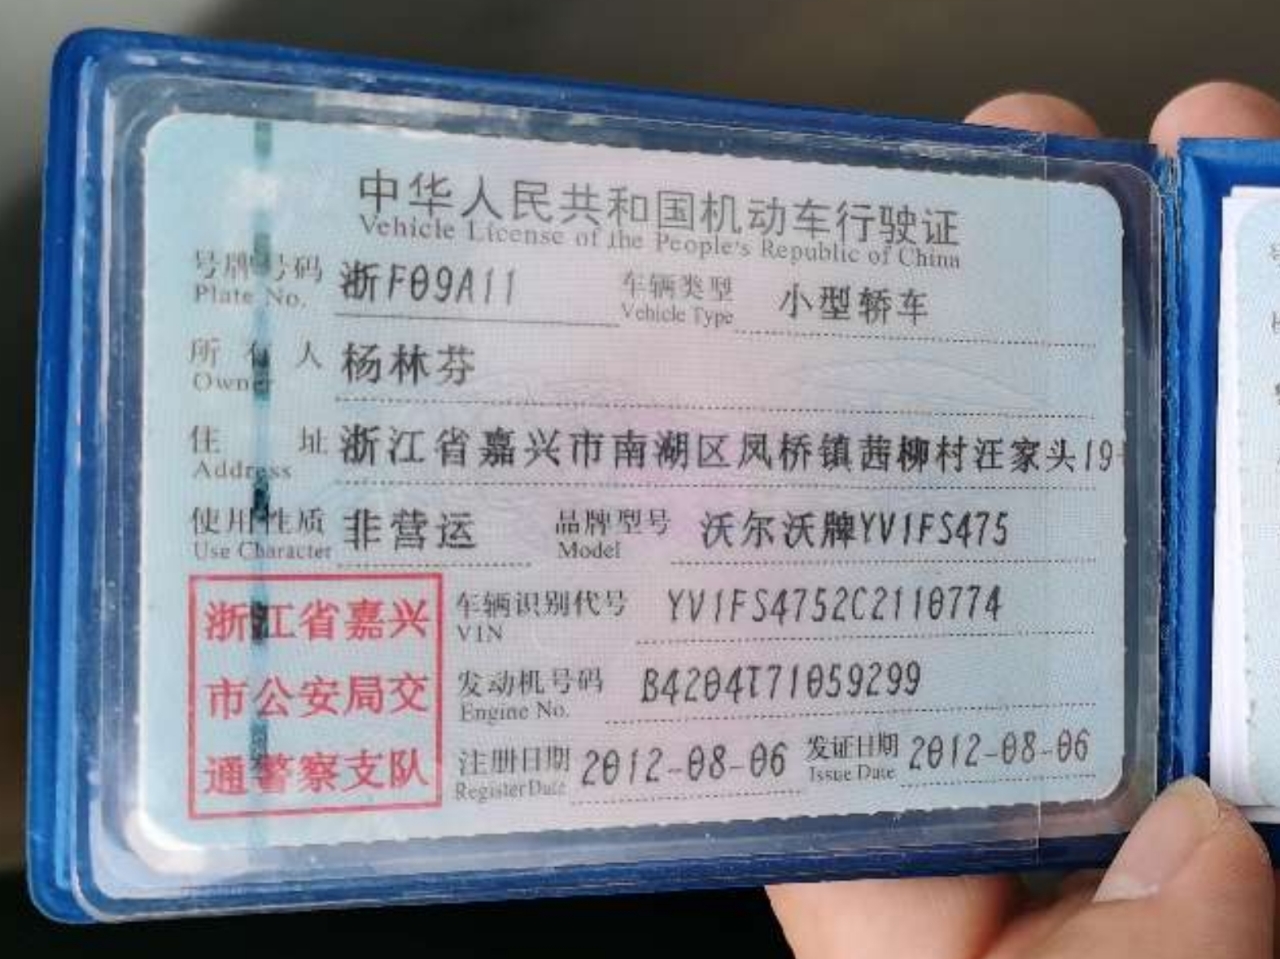 中华人民共和国机动车行驶证
Vehicle License of the People's Republic of China
号牌号码 浙F09A11 车辆类型 小型轿车
Plate No. Vehicle Type
所有人 杨林芬
Owner
住址 浙江省嘉兴市南湖区凤桥镇茜柳村汪家头19
Address
使用性质 非营运 品牌型号 沃尔沃牌YV1FS475
Use Character Model
浙江省嘉兴
市公安局交
通警察支队
车辆识别代号 YV1FS4752C2110774
VIN
发动机号码 B4204T71059299
Engine No.
注册日期 2012-08-06 发证日期 2012-08-06
Register Date Issue Date